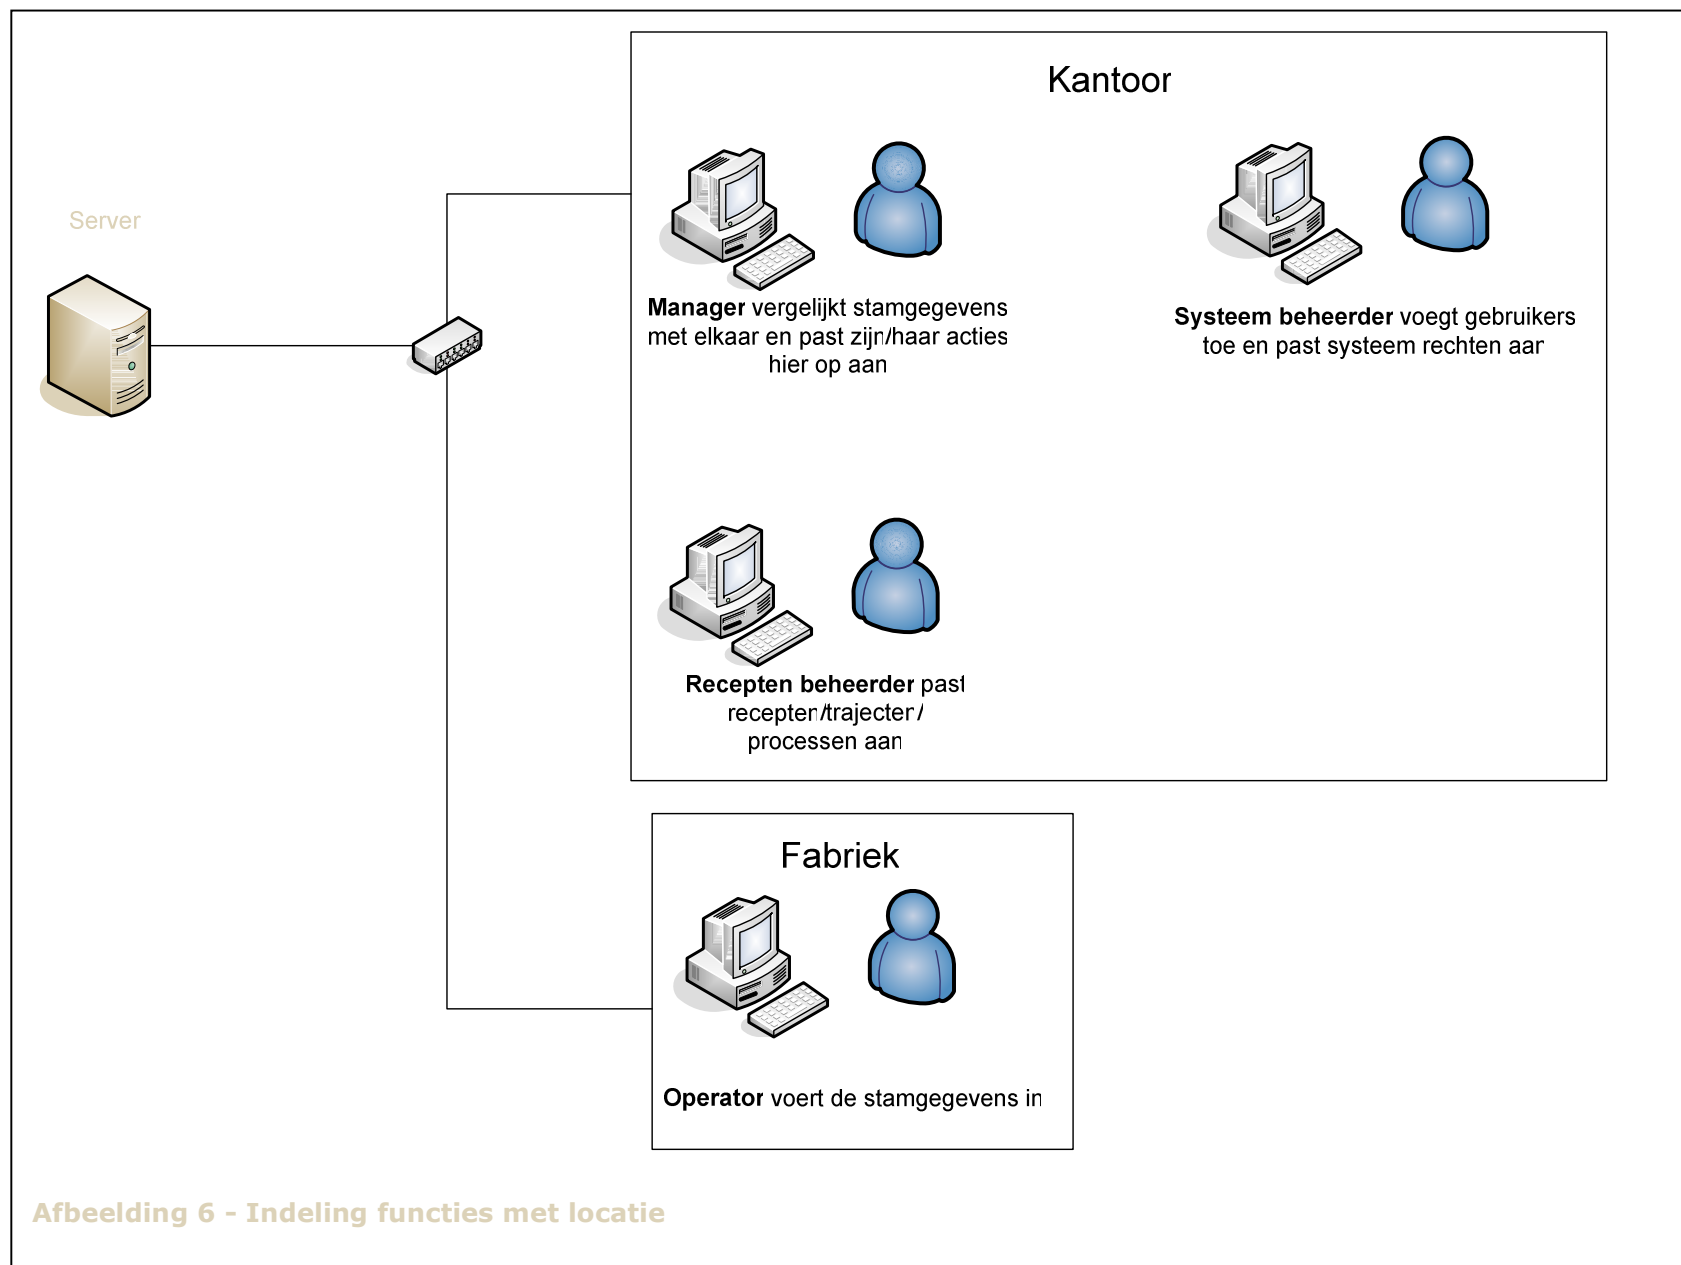 Kantoor
Server
Manager vergelijkt stamgegevens
met elkaar en past zijn/haar acties
hier op aan
Systeem beheerder voegt gebruikers
toe en past systeem rechten aan
Recepten beheerder past
recepten/trajecten/
processen aan
Fabriek
Operator voert de stamgegevens in
Afbeelding 6 - Indeling functies met locatie